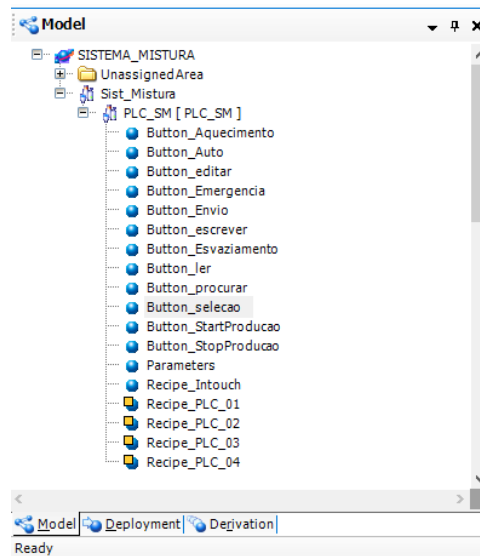 Model
SISTEMA_MISTURA
UnassignedArea
Sist_Mistura
PLC_SM [ PLC_SM ]
Button_Aquecimento
Button_Auto
Button_editar
Button_Emergencia
Button_Envio
Button_escrever
Button_Esvaziamento
Button_ler
Button_procurar
Button_selecao
Button_StartProducao
Button_StopProducao
Parameters
Recipe_Intouch
Recipe_PLC_01
Recipe_PLC_02
Recipe_PLC_03
Recipe_PLC_04
Model Deployment Derivation
Ready